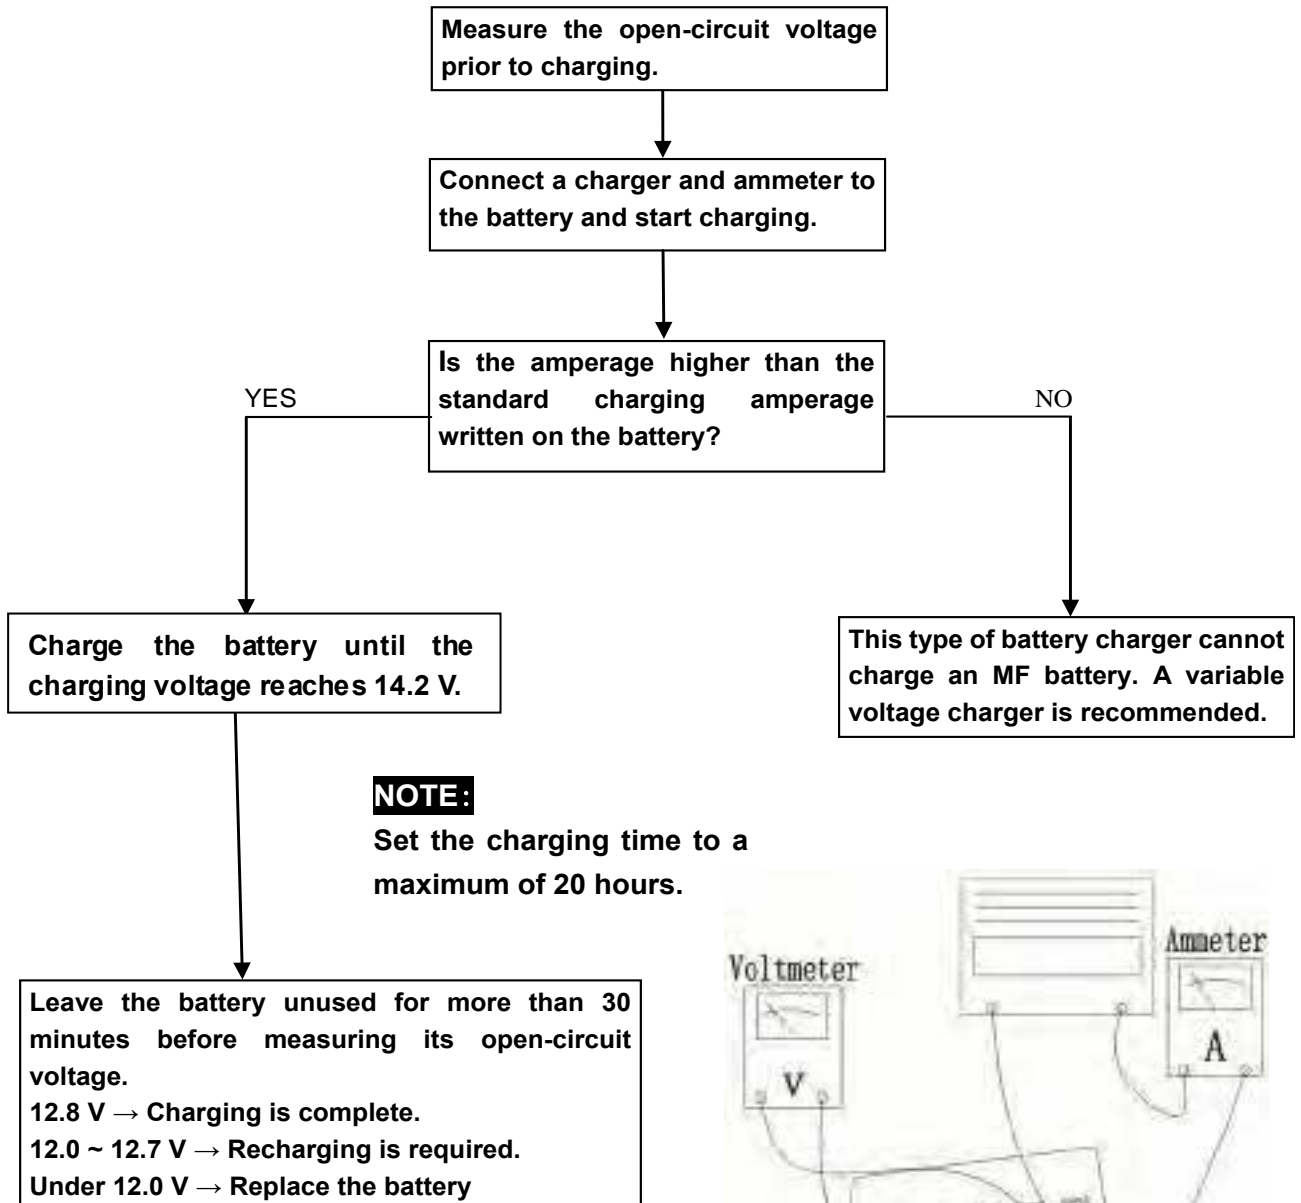 Measure the open-circuit voltage
prior to charging.
Connect a charger and ammeter to
the battery and start charging.
Is the amperage higher than the
standard charging amperage
written on the battery?
YES
NO
Charge the battery until the
charging voltage reaches 14.2 V.
This type of battery charger cannot
charge an MF battery. A variable
voltage charger is recommended.
NOTE:
Set the charging time to a
maximum of 20 hours.
Leave the battery unused for more than 30
minutes before measuring its open-circuit
voltage.
12.8 V → Charging is complete.
12.0 ~ 12.7 V → Recharging is required.
Under 12.0 V → Replace the battery
Voltmeter
V
Ammeter
A